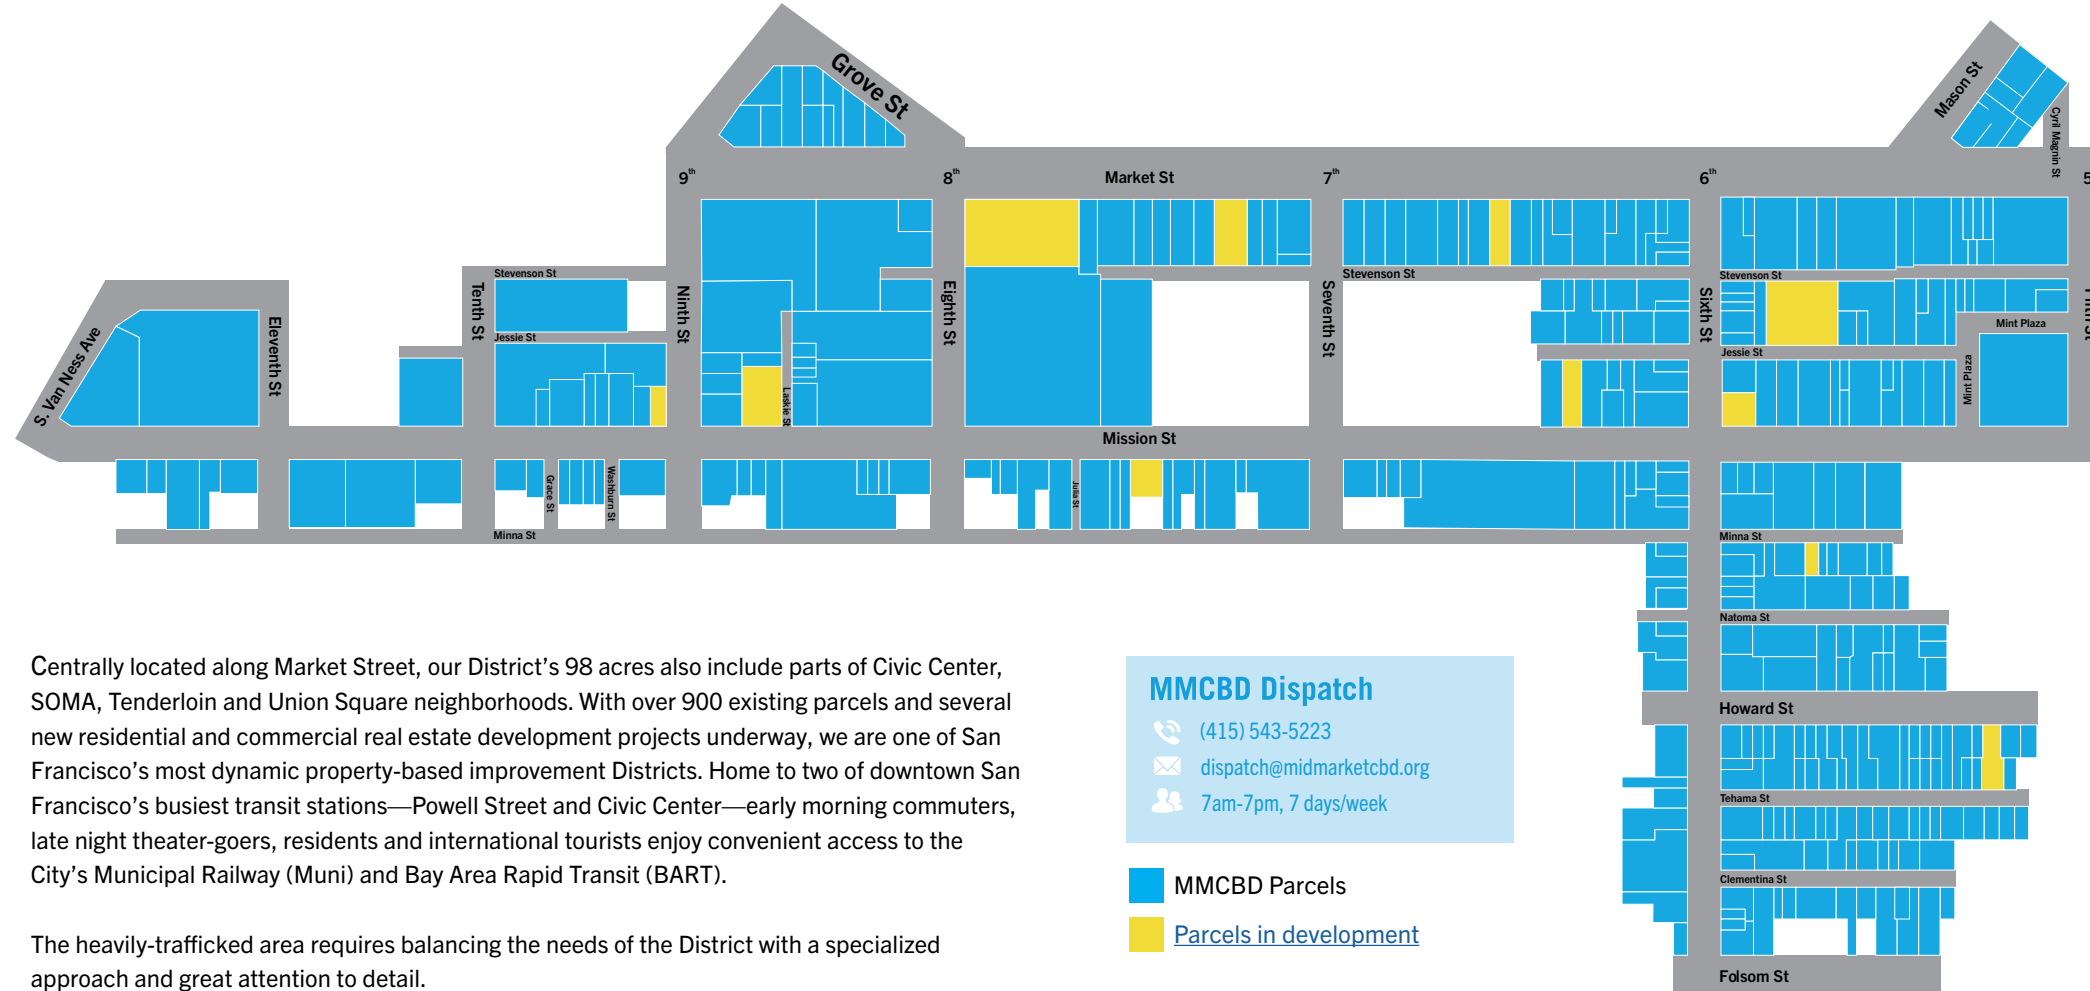 Grove St
Mason St
Cyril Magnin St
9th
8th
Market St
7th
6th
5
Stevenson St
Stevenson St
Stevenson St
Tenth St
Ninth St
Eighth St
Seventh St
Sixth St
Eleventh St
S. Van Ness Ave
Jessie St
Jessie St
Mint Plaza
Mint Plaza
Laskie St
Mission St
Grace St
Washburn St
Julia St
Minna St
Minna St
Natoma St
Howard St
Tehama St
Clementina St
Folsom St
Centrally located along Market Street, our District’s 98 acres also include parts of Civic Center,
SOMA, Tenderloin and Union Square neighborhoods. With over 900 existing parcels and several
new residential and commercial real estate development projects underway, we are one of San
Francisco’s most dynamic property-based improvement Districts. Home to two of downtown San
Francisco’s busiest transit stations—Powell Street and Civic Center—early morning commuters,
late night theater-goers, residents and international tourists enjoy convenient access to the
City’s Municipal Railway (Muni) and Bay Area Rapid Transit (BART).
The heavily-trafficked area requires balancing the needs of the District with a specialized
approach and great attention to detail.
MMCBD Dispatch
(415) 543-5223
dispatch@midmarketcbd.org
7am-7pm, 7 days/week
MMCBD Parcels
Parcels in development